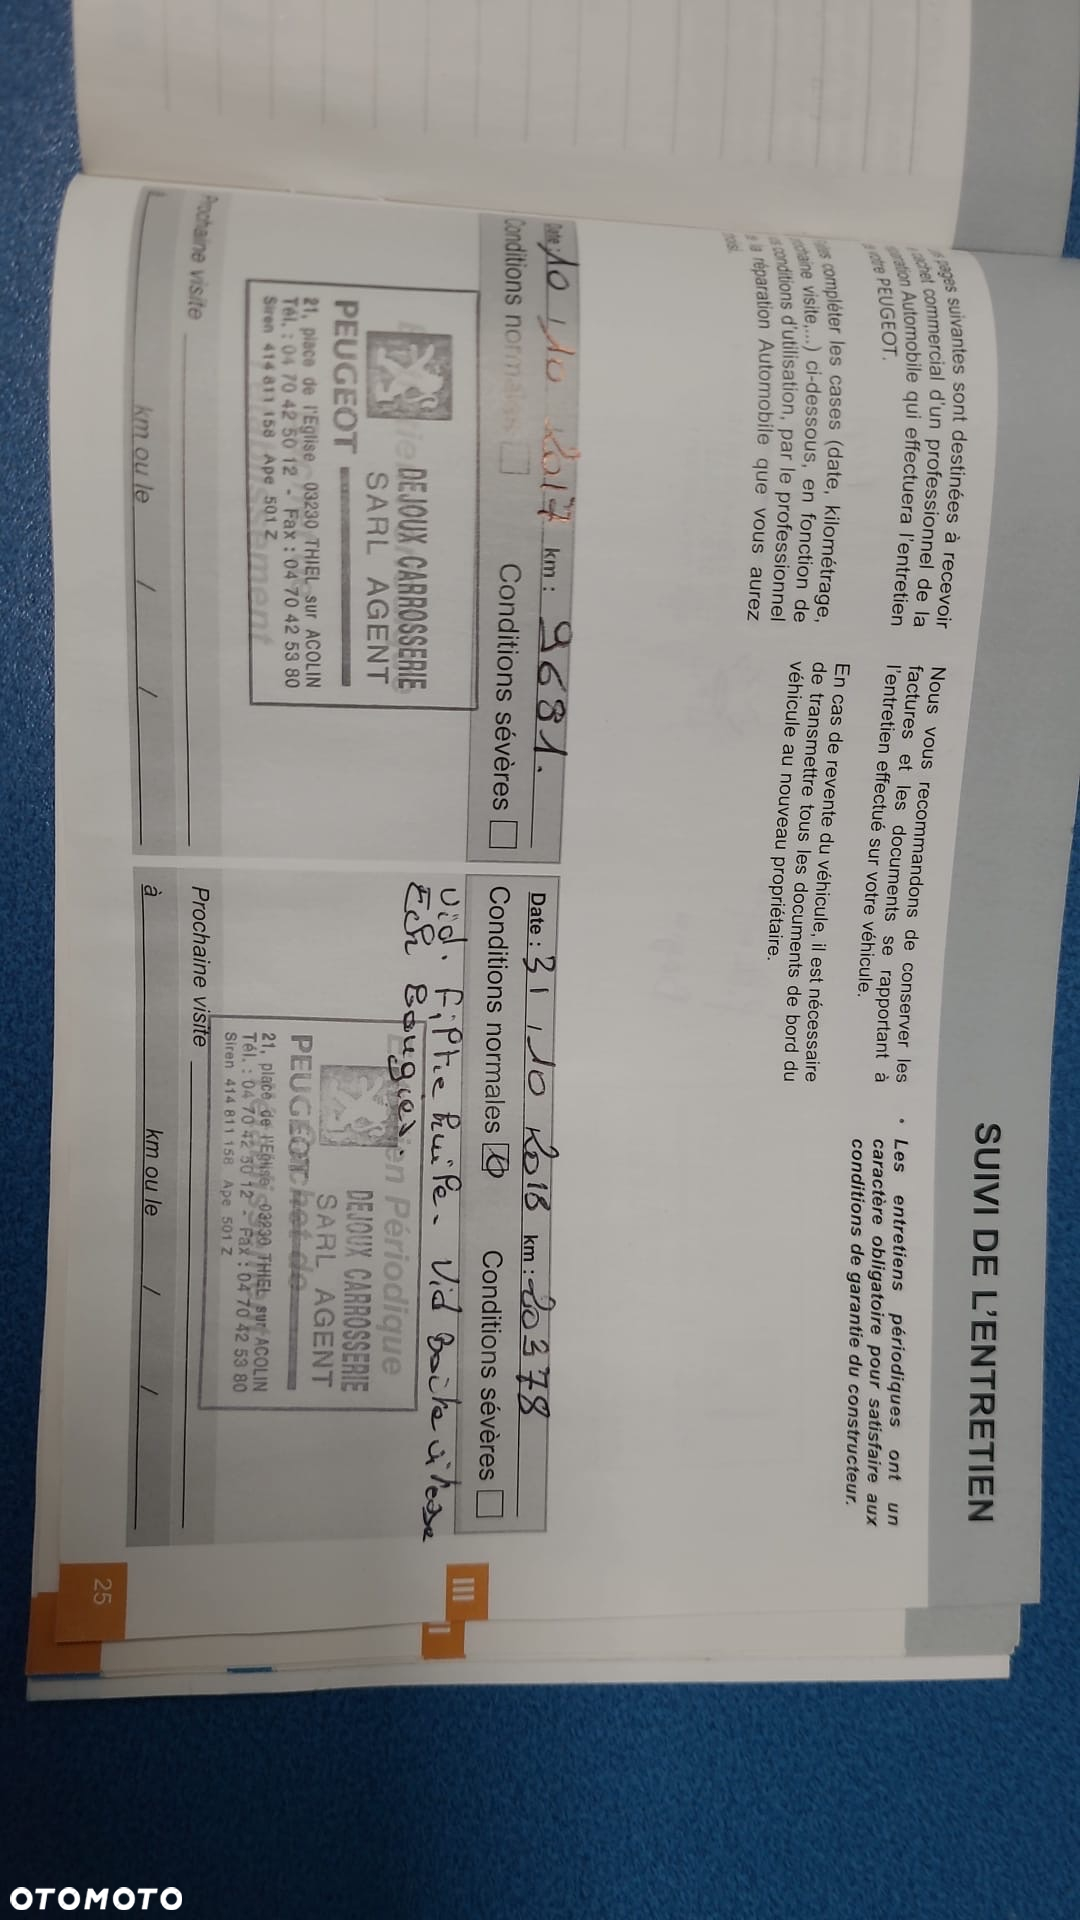 SUIVI DE L'ENTRETIEN
pages suivantes sont destinées à recevoir
cachet commercial d'un professionnel de la
Automobile qui effectuera l'entretien
votre PEUGEOT.
compléter les cases (date, kilométrage,
prochaine visite,...) ci-dessous, en fonction de
conditions d'utilisation, par le professionnel
la réparation Automobile que vous aurez
Nous vous recommandons de conserver les
factures et les documents se rapportant à
l'entretien effectué sur votre véhicule.
En cas de revente du véhicule, il est nécessaire
de transmettre tous les documents de bord du
véhicule au nouveau propriétaire.
• Les entretiens périodiques ont un
caractère obligatoire pour satisfaire aux
conditions de garantie du constructeur.
Date : 10 10 2017 km : 9681.
Conditions normales Conditions sévères
DEJOUX CARROSSERIE
SARL AGENT
PEUGEOT
21, place de l'Eglise 03230 THIEL sur ACOLIN
Tél. : 04 70 42 50 12 - Fax : 04 70 42 53 80
Siren 414 811 158 Ape 501 Z
Prochaine visite
à km ou le / /
Date : 31 10 2018 km : 20378
Conditions normales Conditions sévères
Vid. Filtre huile. Vid Boite vitesse
Ech Bougies
Entretien Périodique
DEJOUX CARROSSERIE
SARL AGENT
PEUGEOT
21, place de l'Eglise 03230 THIEL sur ACOLIN
Tél. : 04 70 42 50 12 - Fax : 04 70 42 53 80
Siren 414 811 158 Ape 501 Z
Prochaine visite
à km ou le / /
III
25
OTOMOTO